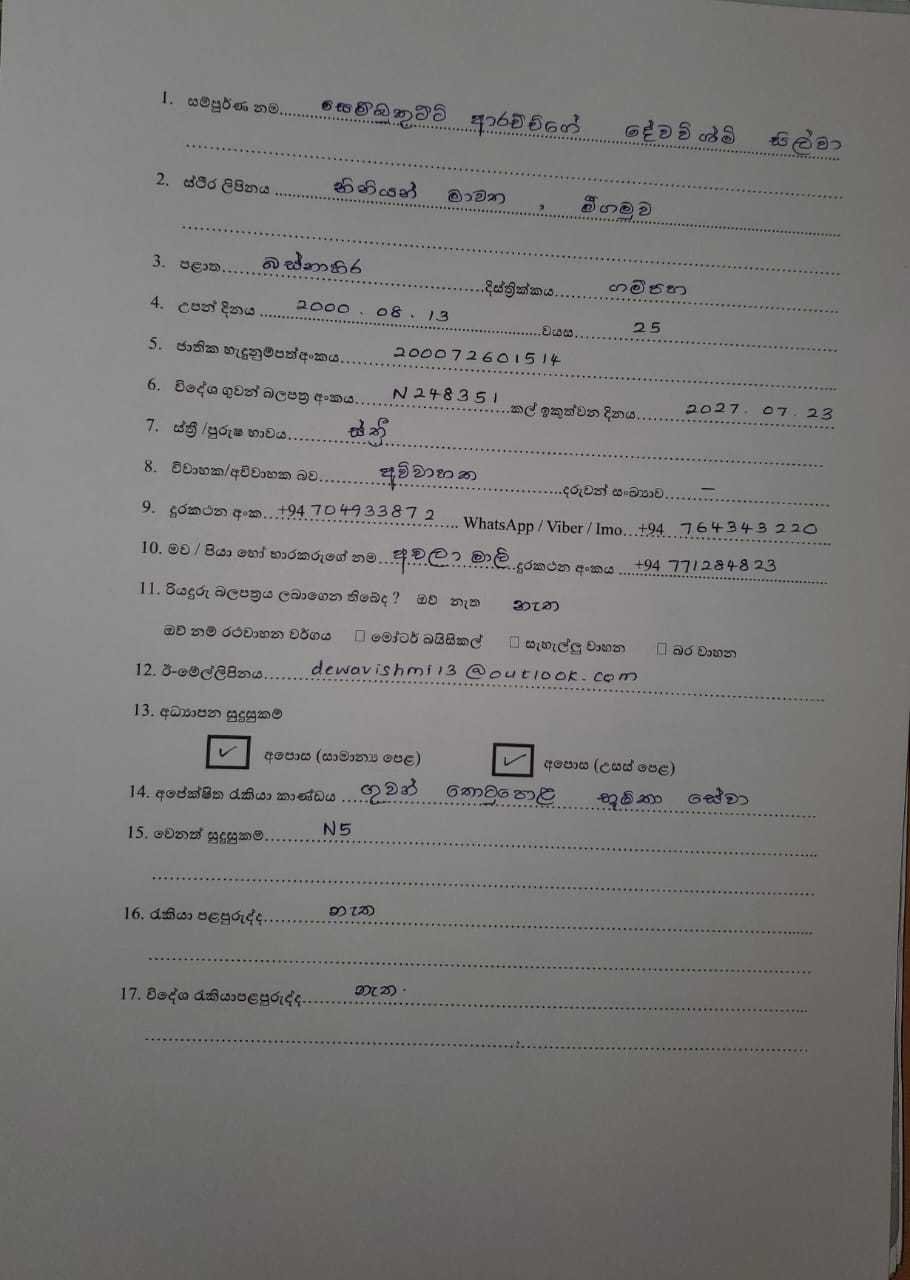 1. සම්පූර්ණ නම..... සෙම්බකුට්ටි ආරච්චිගේ දේවව්ශ්මි සිල්වා
2. ස්ථීර ලිපිනය ..... නිනියන් මාවත , මීගමුව
3. පළාත..... බස්නාහිර .....දිස්ත්‍රික්කය..... ගම්පහ
4. උපන් දිනය ..... 2000 . 08 . 13 .....වයස..... 25
5. ජාතික හැඳුනුම්පත්අංකය..... 200072601514
6. විදේශ ගුවන් බලපත්‍ර අංකය..... N 248351 .....කල් ඉකුත්වන දිනය..... 2027. 07. 23
7. ස්ත්‍රී /පුරුෂ භාවය..... ස්ත්‍රී
8. විවාහක/අවිවාහක බව..... අව්වාහක .....දරුවන් සංඛ්‍යාව..... –
9. දුරකථන අංක...+94 704933872 ..... WhatsApp / Viber / Imo...+94 764343220
10. මව / පියා හෝ භාරකරුගේ නම... අචලා මාලි ...දුරකථන අංකය ...+94 771284823
11. රියදුරු බලපත්‍රය ලබාගෙන තිබේද ? ඔව් නැත නැත
ඔව් නම් රථවාහන වර්ගය □ මෝටර් බයිසිකල් □ සැහැල්ලු වාහන □ බර වාහන
12. ඊ-මේල්ලිපිනය..... dewavishmi13@outlook.com
13. අධ්‍යාපන සුදුසුකම්
✓ අපොස (සාමාන්‍ය පෙළ) ✓ අපොස (උසස් පෙළ)
14. අපේක්ෂිත රැකියා කාණ්ඩය ..... ගුවන් තොටුපොළ භූමිකා සේවා
15. වෙනත් සුදුසුකම්..... N5
16. රැකියා පළපුරුද්ද..... නැත
17. විදේශ රැකියාපළපුරුද්ද..... නැත.